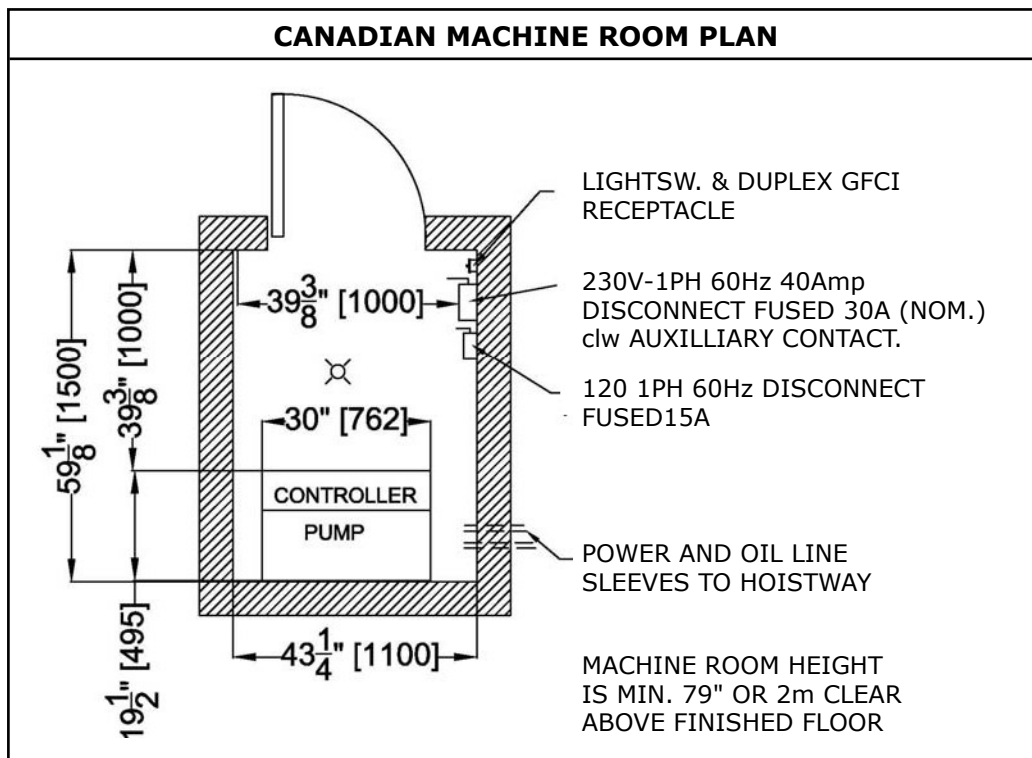 CANADIAN MACHINE ROOM PLAN
LIGHTSW. & DUPLEX GFCI
RECEPTACLE
230V-1PH 60Hz 40Amp
DISCONNECT FUSED 30A (NOM.)
clw AUXILLIARY CONTACT.
120 1PH 60Hz DISCONNECT
FUSED15A
POWER AND OIL LINE
SLEEVES TO HOISTWAY
MACHINE ROOM HEIGHT
IS MIN. 79" OR 2m CLEAR
ABOVE FINISHED FLOOR
39 3/8" [1000]
30" [762]
CONTROLLER
PUMP
43 1/4" [1100]
59 1/8" [1500]
39 3/8" [1000]
19 1/2" [495]